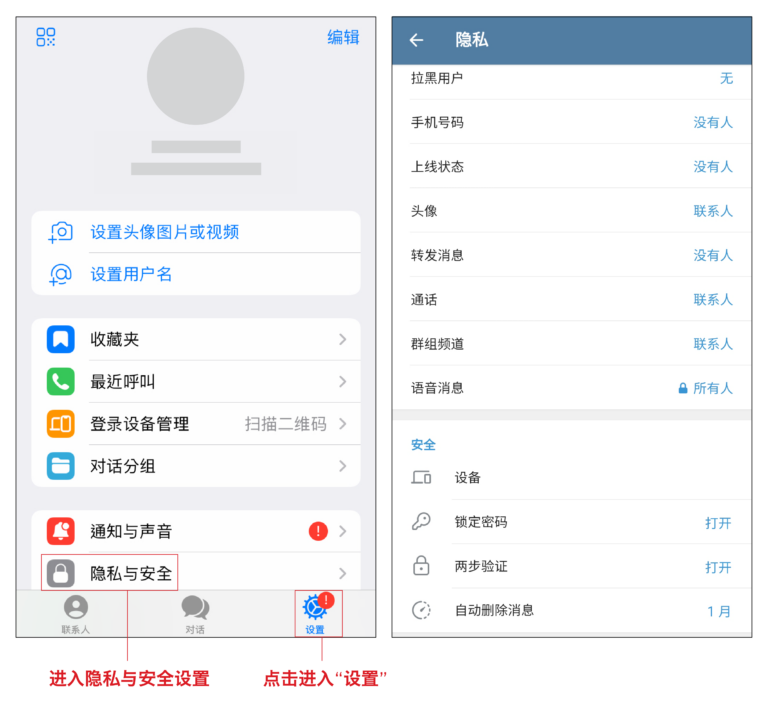 编辑
设置头像图片或视频
设置用户名
收藏夹
最近呼叫
登录设备管理 扫描二维码
对话分组
通知与声音 !
隐私与安全
!
联系人 对话 设置
进入隐私与安全设置 点击进入“设置”
隐私
拉黑用户 无
手机号码 没有人
上线状态 没有人
头像 联系人
转发消息 没有人
通话 联系人
群组频道 联系人
语音消息 所有人
安全
设备
锁定密码 打开
两步验证 打开
自动删除消息 1 月